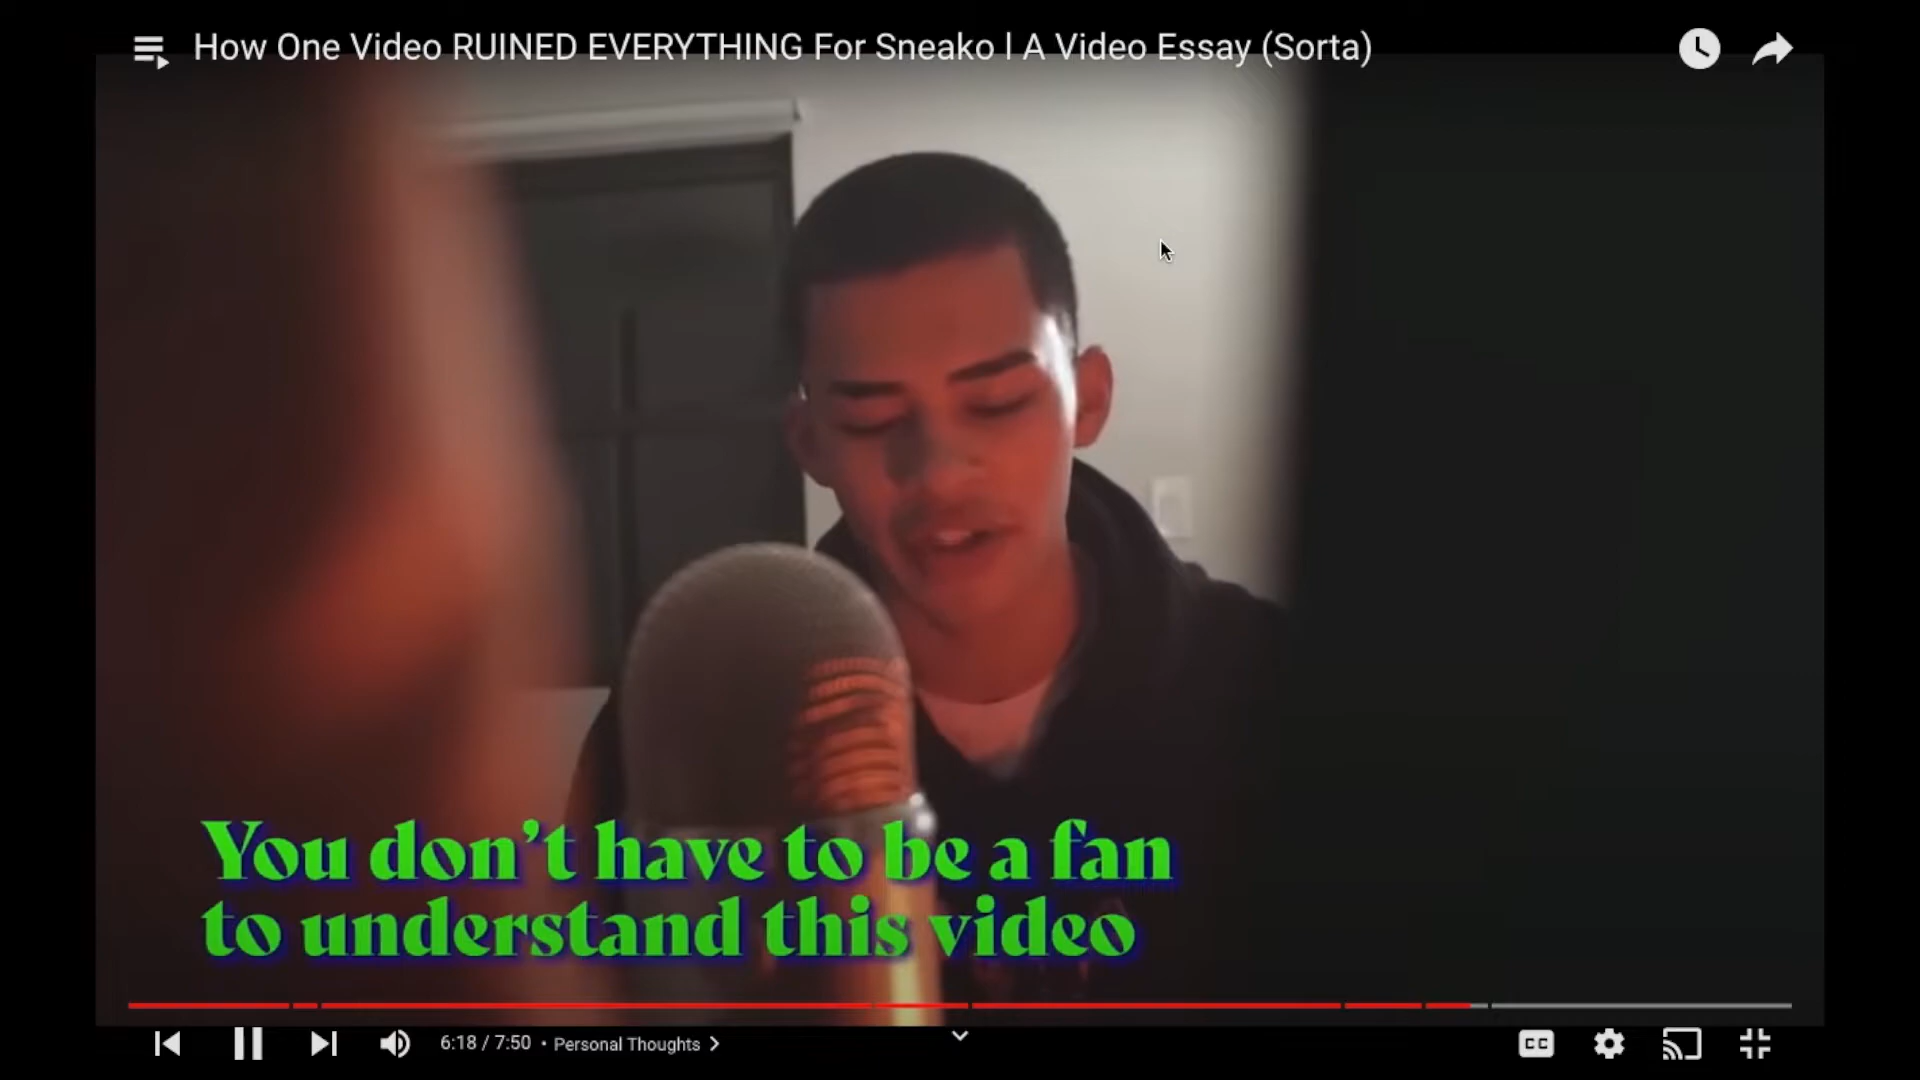 How One Video RUINED EVERYTHING For Sneako l A Video Essay (Sorta)
You don't have to be a fan
to understand this video
6:18 / 7:50 • Personal Thoughts >
CC